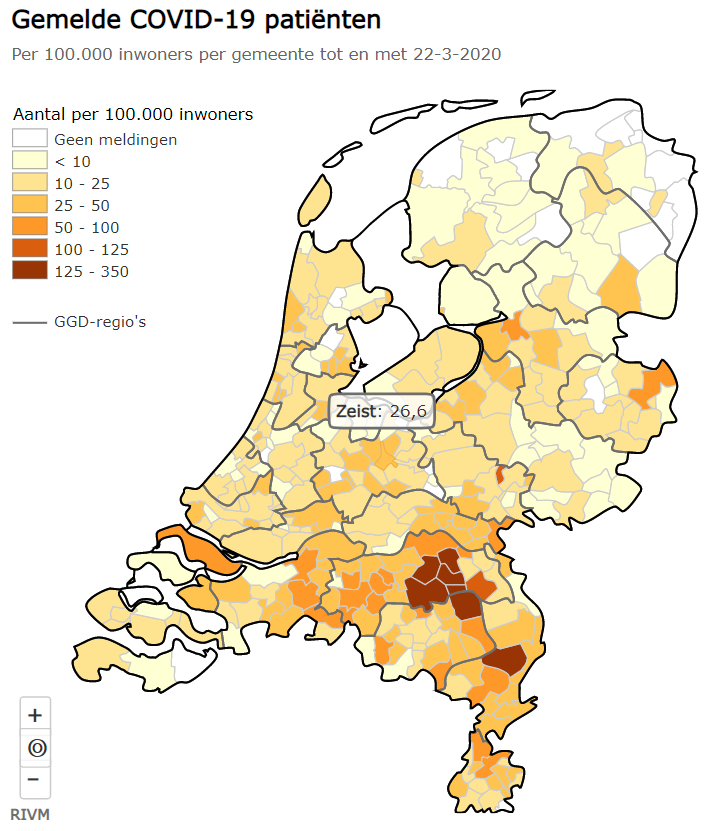 Gemelde COVID-19 patiënten
Per 100.000 inwoners per gemeente tot en met 22-3-2020
Aantal per 100.000 inwoners
Geen meldingen
< 10
10 - 25
25 - 50
50 - 100
100 - 125
125 - 350
GGD-regio's
Zeist: 26,6
+
−
RIVM